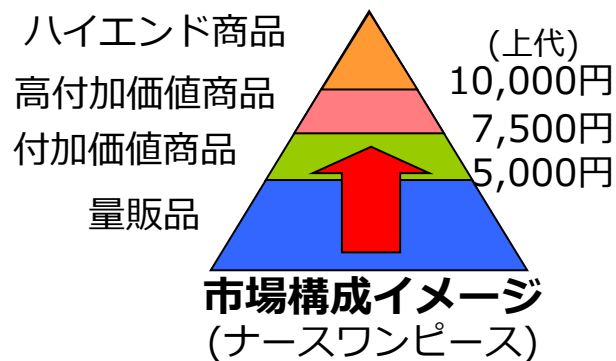 ハイエンド商品
(上代)
10,000円
高付加価値商品
7,500円
付加価値商品
5,000円
量販品
市場構成イメージ
(ナースワンピース)